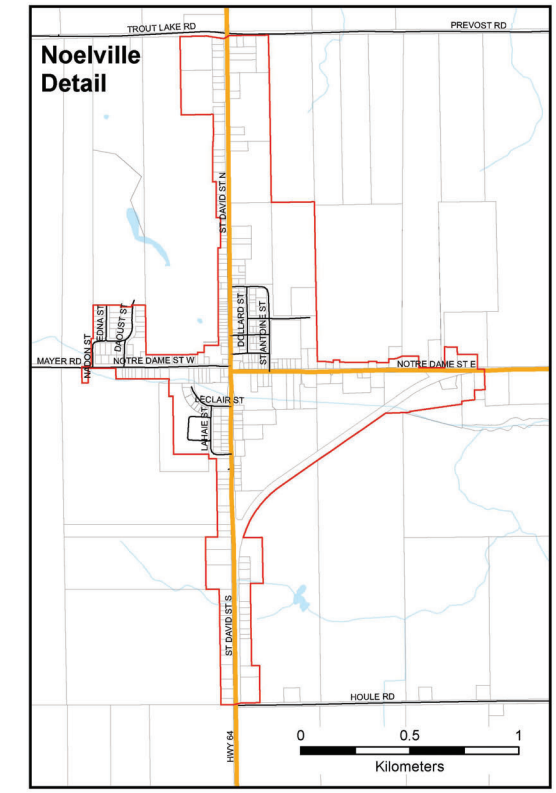 TROUT LAKE RD
PREVOST RD
Noelville
Detail
ST DAVID ST N
DOLLARD ST
ST ANTOINE ST
EDNA ST
DAOUST ST
NADON ST
MAYER RD
NOTRE DAME ST W
NOTRE DAME ST E
LECLAIR ST
LAHAIE ST
ST DAVID ST S
HOULE RD
HWY 64
0 0.5 1
Kilometers